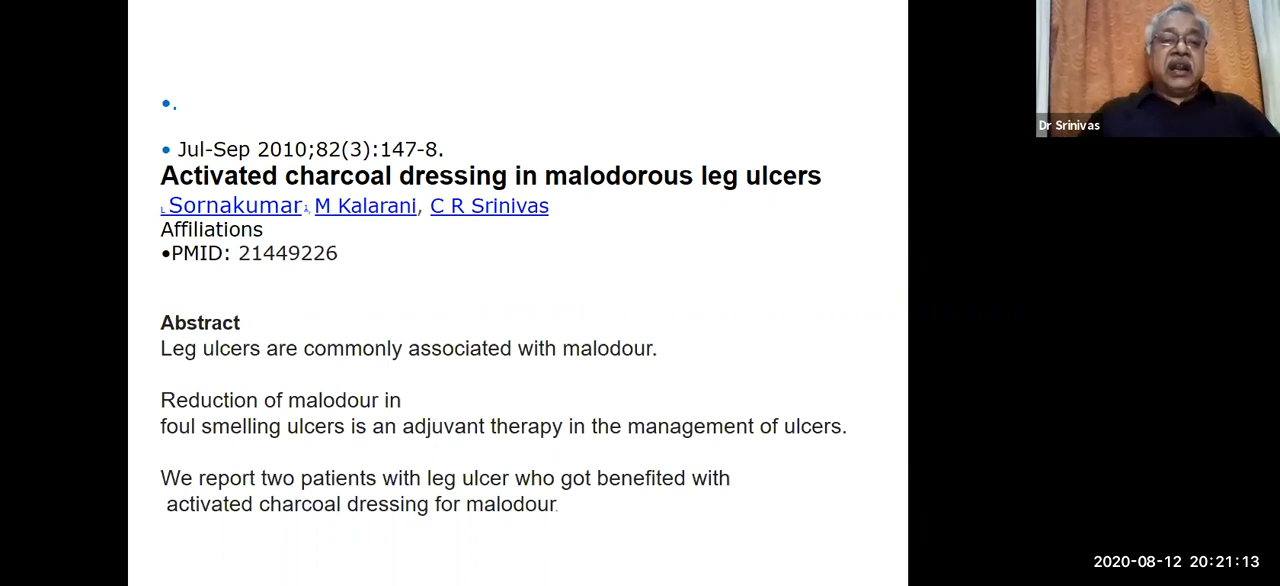 •.
• Jul-Sep 2010;82(3):147-8.
Activated charcoal dressing in malodorous leg ulcers
L Sornakumar, M Kalarani, C R Srinivas
Affiliations
•PMID: 21449226
Abstract
Leg ulcers are commonly associated with malodour.
Reduction of malodour in
foul smelling ulcers is an adjuvant therapy in the management of ulcers.
We report two patients with leg ulcer who got benefited with
activated charcoal dressing for malodour.
Dr Srinivas
2020-08-12 20:21:13